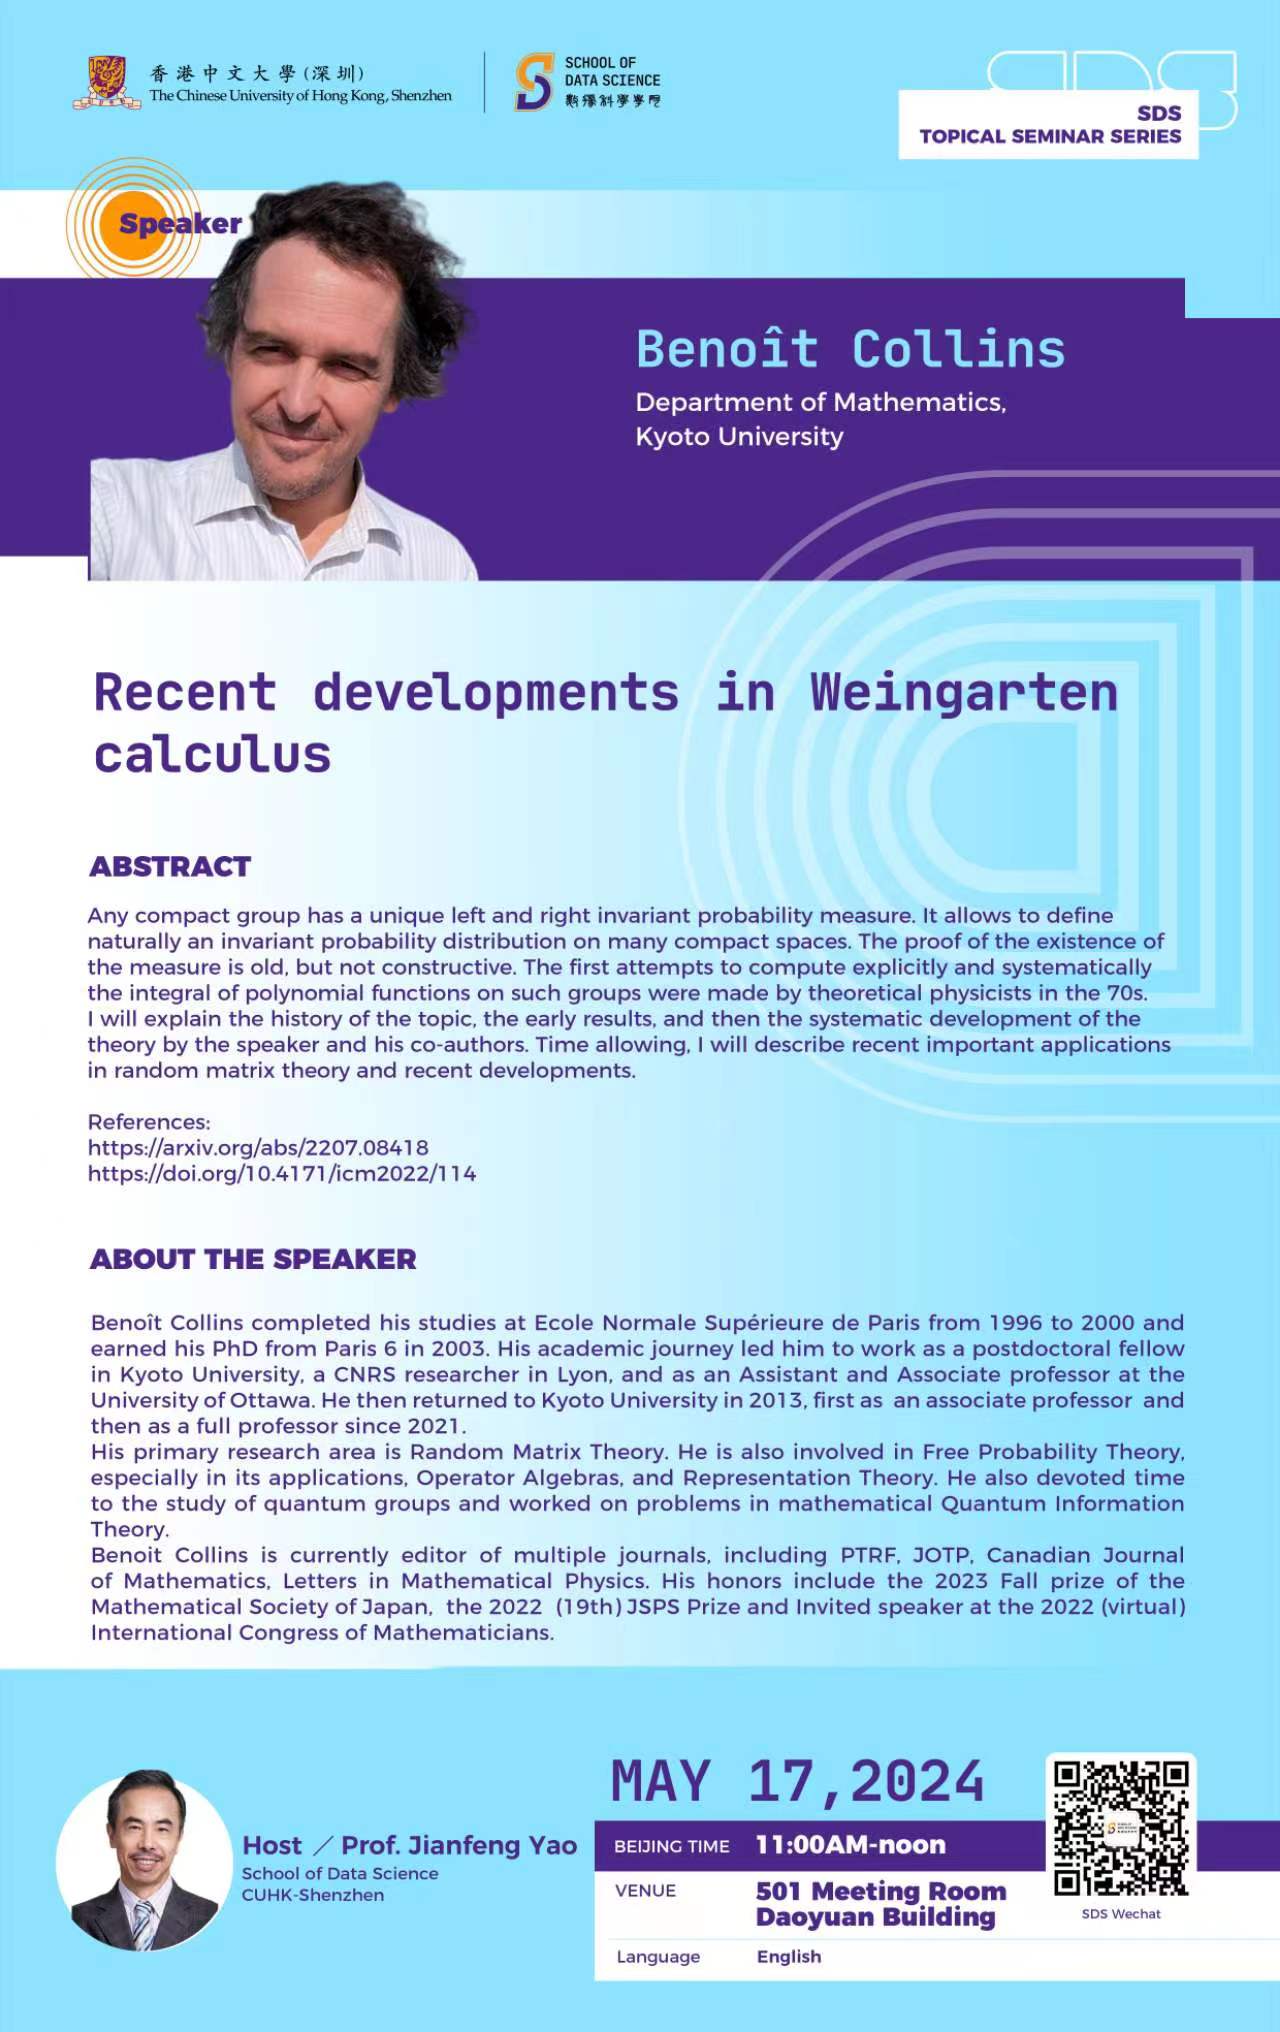 香港中文大學(深圳)
The Chinese University of Hong Kong, Shenzhen
SCHOOL OF
DATA SCIENCE
數據科學學院
SDS
SDS
TOPICAL SEMINAR SERIES
Speaker
Benoît Collins
Department of Mathematics,
Kyoto University
Recent developments in Weingarten
calculus
ABSTRACT
Any compact group has a unique left and right invariant probability measure. It allows to define
naturally an invariant probability distribution on many compact spaces. The proof of the existence of
the measure is old, but not constructive. The first attempts to compute explicitly and systematically
the integral of polynomial functions on such groups were made by theoretical physicists in the 70s.
I will explain the history of the topic, the early results, and then the systematic development of the
theory by the speaker and his co-authors. Time allowing, I will describe recent important applications
in random matrix theory and recent developments.
References:
https://arxiv.org/abs/2207.08418
https://doi.org/10.4171/icm2022/114
ABOUT THE SPEAKER
Benoît Collins completed his studies at Ecole Normale Supérieure de Paris from 1996 to 2000 and
earned his PhD from Paris 6 in 2003. His academic journey led him to work as a postdoctoral fellow
in Kyoto University, a CNRS researcher in Lyon, and as an Assistant and Associate professor at the
University of Ottawa. He then returned to Kyoto University in 2013, first as an associate professor and
then as a full professor since 2021.
His primary research area is Random Matrix Theory. He is also involved in Free Probability Theory,
especially in its applications, Operator Algebras, and Representation Theory. He also devoted time
to the study of quantum groups and worked on problems in mathematical Quantum Information
Theory.
Benoit Collins is currently editor of multiple journals, including PTRF, JOTP, Canadian Journal
of Mathematics, Letters in Mathematical Physics. His honors include the 2023 Fall prize of the
Mathematical Society of Japan, the 2022 (19th) JSPS Prize and Invited speaker at the 2022 (virtual)
International Congress of Mathematicians.
MAY 17,2024
Host / Prof. Jianfeng Yao
School of Data Science
CUHK-Shenzhen
BEIJING TIME 11:00AM-noon
VENUE 501 Meeting Room
Daoyuan Building
Language English
SDS Wechat